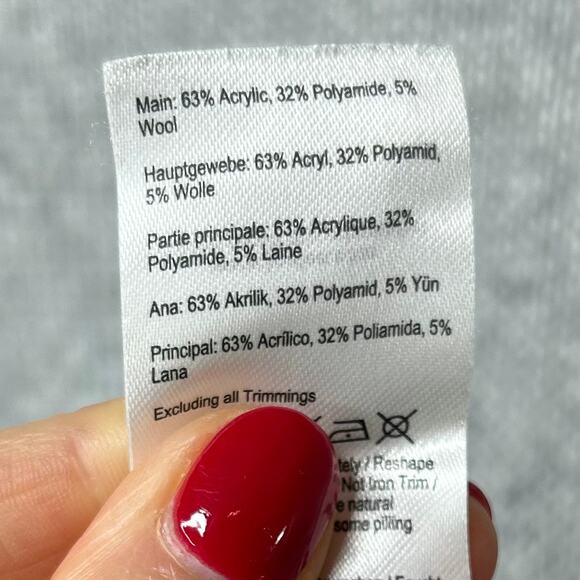 Main: 63% Acrylic, 32% Polyamide, 5%
Wool
Hauptgewebe: 63% Acryl, 32% Polyamid,
5% Wolle
Partie principale: 63% Acrylique, 32%
Polyamide, 5% Laine
Ana: 63% Akrilik, 32% Polyamid, 5% Yün
Principal: 63% Acrílico, 32% Poliamida, 5%
Lana
Excluding all Trimmings
/ Reshape
Not Iron Trim /
natural
some pilling